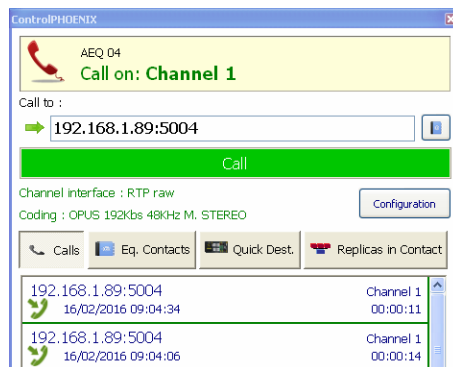 ControlPHOENIX
AEQ 04
Call on: Channel 1
Call to :
192.168.1.89:5004
Call
Channel interface : RTP raw
Coding : OPUS 192Kbs 48KHz M. STEREO
Configuration
Calls Eq. Contacts Quick Dest. Replicas in Contact
192.168.1.89:5004 Channel 1
16/02/2016 09:04:34 00:00:11
192.168.1.89:5004 Channel 1
16/02/2016 09:04:06 00:00:14